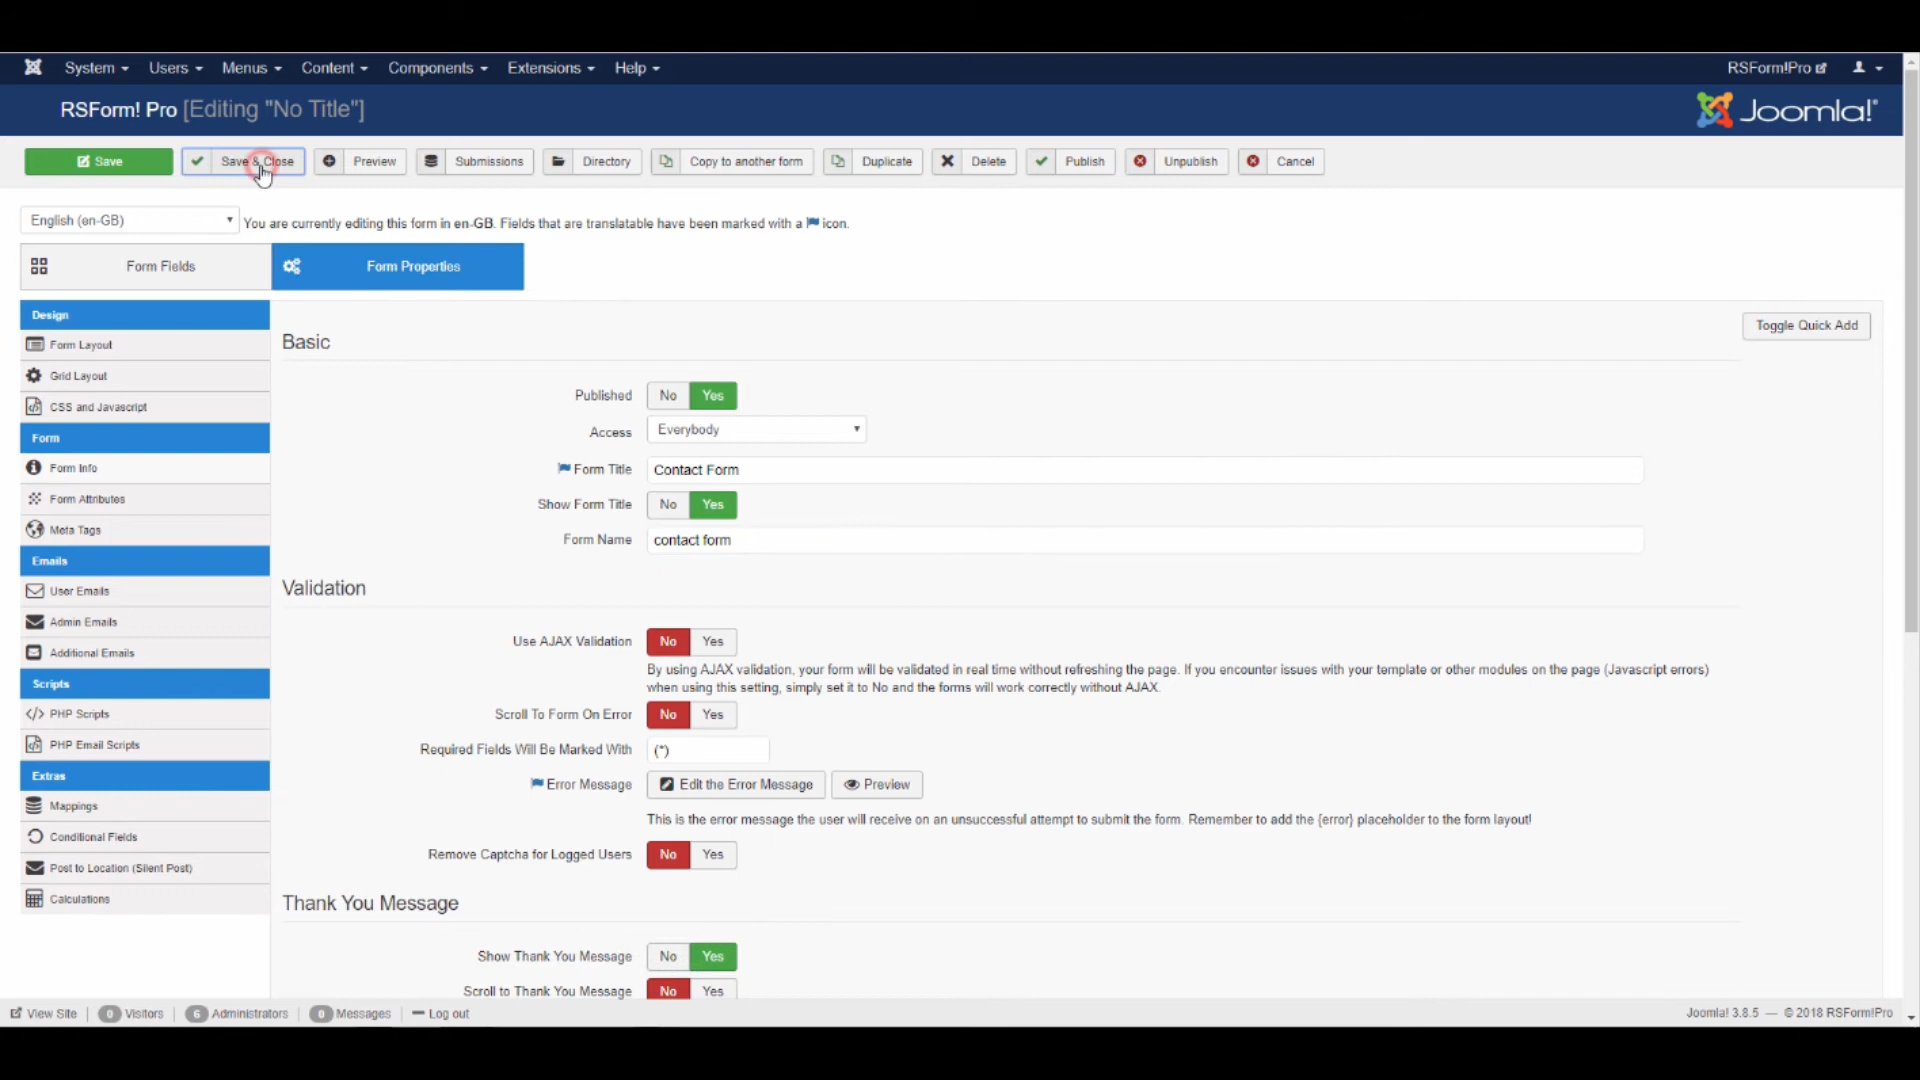 System Users Menus Content Components Extensions Help RSForm!Pro
RSForm! Pro [Editing "No Title"] Joomla!®
Save Save & Close Preview Submissions Directory Copy to another form Duplicate Delete Publish Unpublish Cancel
English (en-GB) You are currently editing this form in en-GB. Fields that are translatable have been marked with a icon.
Form Fields Form Properties
Design
Form Layout
Grid Layout
CSS and Javascript
Form
Form Info
Form Attributes
Meta Tags
Emails
User Emails
Admin Emails
Additional Emails
Scripts
PHP Scripts
PHP Email Scripts
Extras
Mappings
Conditional Fields
Post to Location (Silent Post)
Calculations
Toggle Quick Add
Basic
Published No Yes
Access Everybody
Form Title Contact Form
Show Form Title No Yes
Form Name contact form
Validation
Use AJAX Validation No Yes
By using AJAX validation, your form will be validated in real time without refreshing the page. If you encounter issues with your template or other modules on the page (Javascript errors)
when using this setting, simply set it to No and the forms will work correctly without AJAX.
Scroll To Form On Error No Yes
Required Fields Will Be Marked With (*)
Error Message Edit the Error Message Preview
This is the error message the user will receive on an unsuccessful attempt to submit the form. Remember to add the {error} placeholder to the form layout!
Remove Captcha for Logged Users No Yes
Thank You Message
Show Thank You Message No Yes
Scroll to Thank You Message No Yes
View Site 0 Visitors 6 Administrators 0 Messages Log out Joomla! 3.8.5 — © 2018 RSForm!Pro